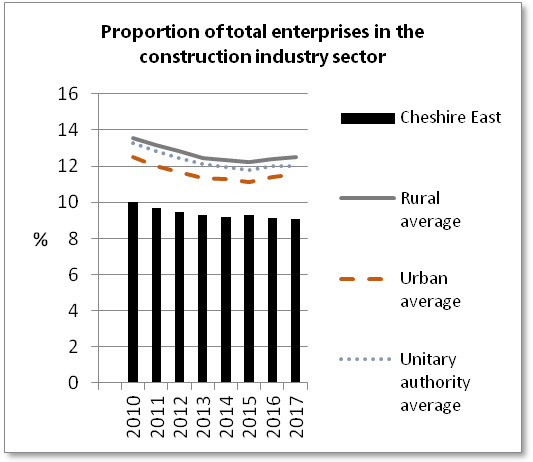 Proportion of total enterprises in the
construction industry sector
16
14
12
10
8
6
4
2
0
%
2010
2011
2012
2013
2014
2015
2016
2017
Cheshire East
Rural
average
Urban
average
Unitary
authority
average